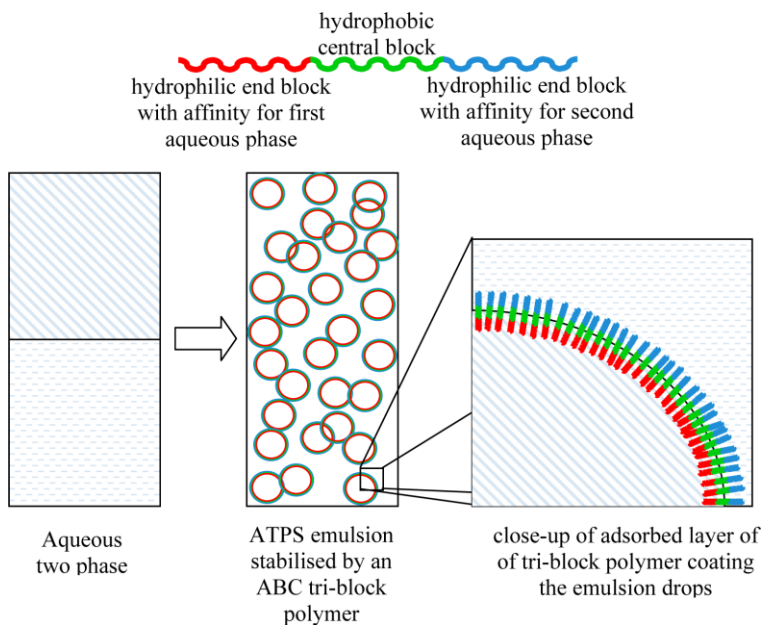 hydrophobic
central block
hydrophilic end block
with affinity for first
aqueous phase
hydrophilic end block
with affinity for second
aqueous phase
Aqueous
two phase
ATPS emulsion
stabilised by an
ABC tri-block
polymer
close-up of adsorbed layer of
of tri-block polymer coating
the emulsion drops